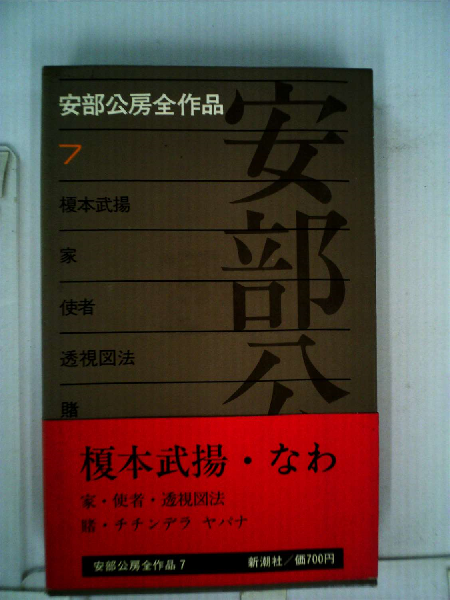 安部公房全作品
7
榎本武揚
家
使者
透視図法
賭
安部公
榎本武揚・なわ
家・使者・透視図法
賭・チチンデラ ヤパナ
安部公房全作品7 新潮社/価700円